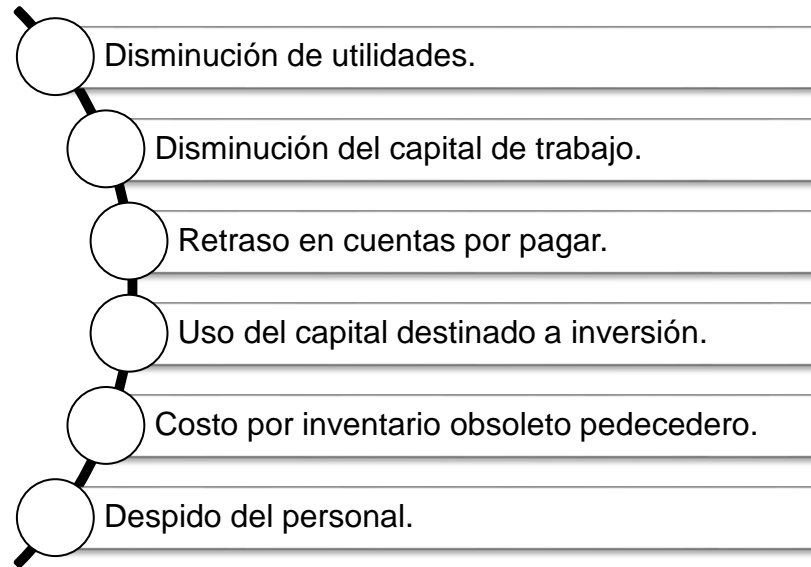 Disminución de utilidades.
Disminución del capital de trabajo.
Retraso en cuentas por pagar.
Uso del capital destinado a inversión.
Costo por inventario obsoleto pedecedero.
Despido del personal.